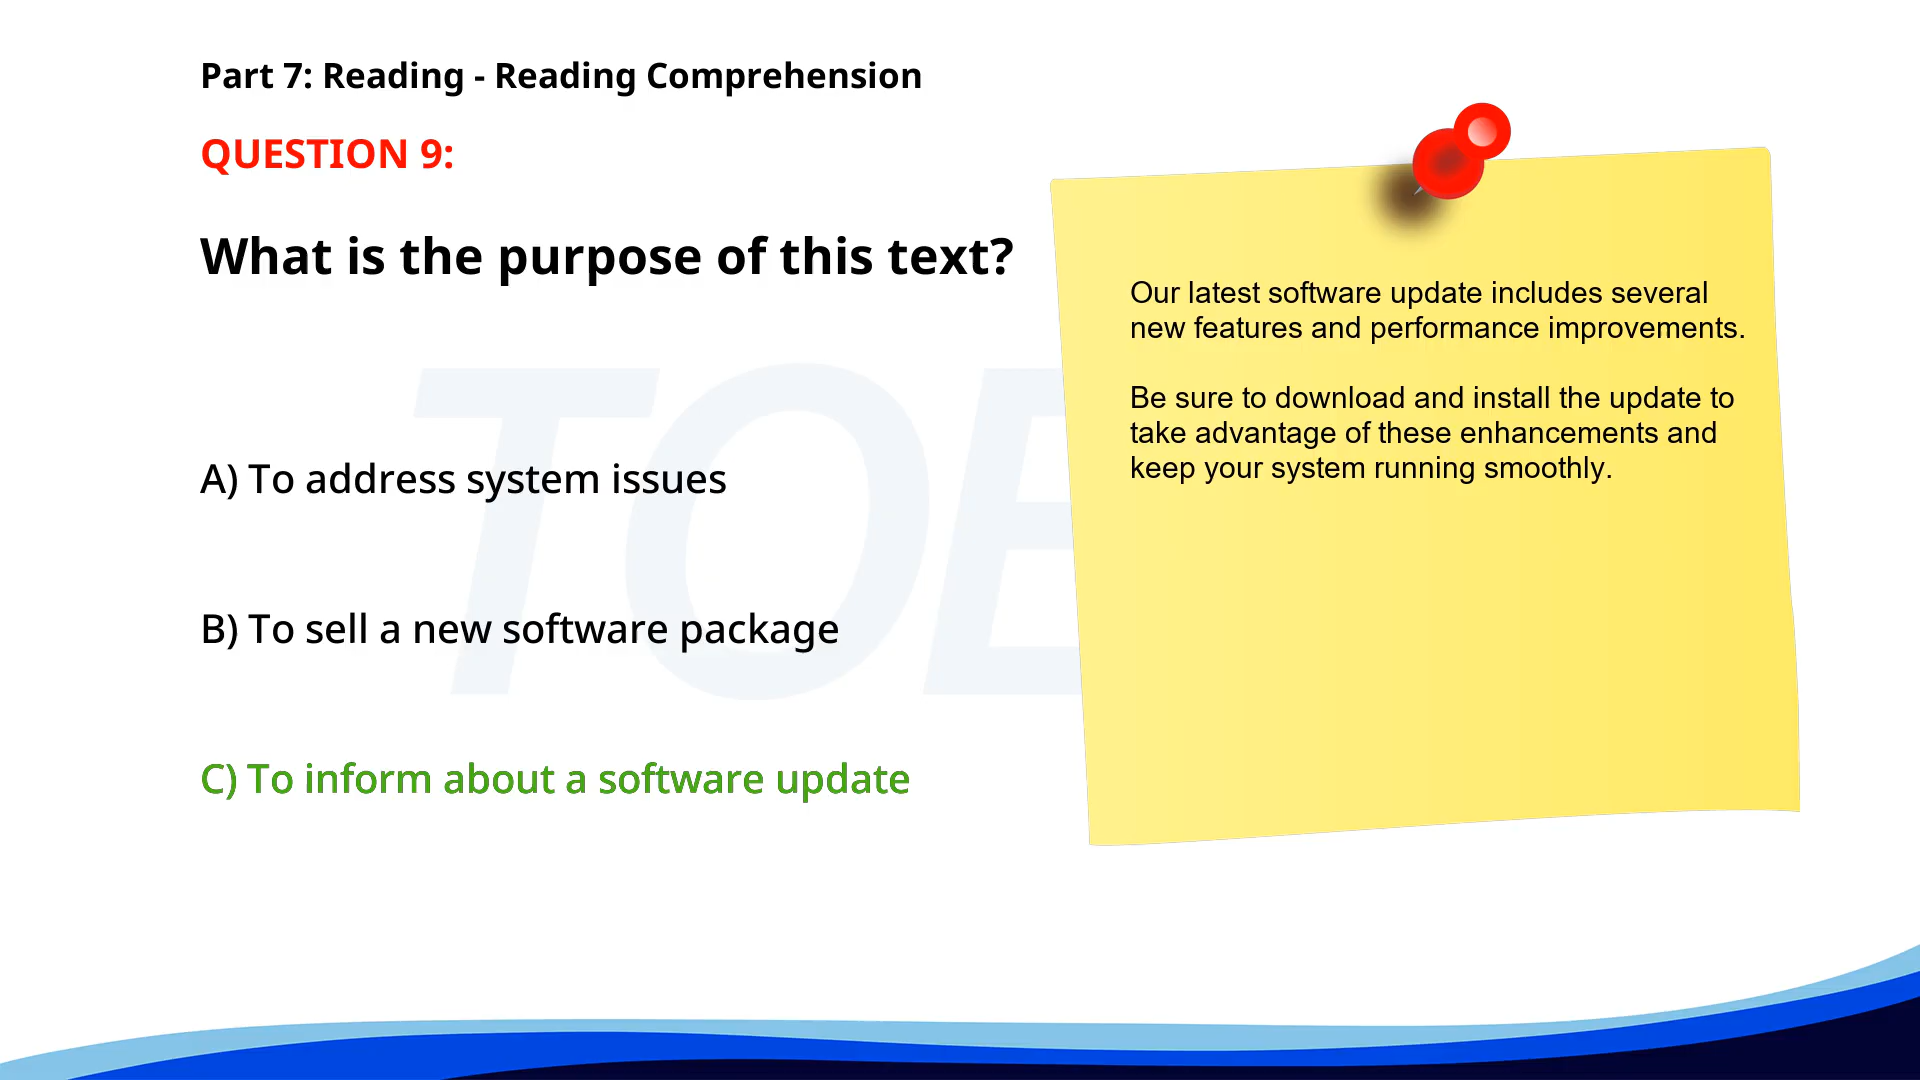 Part 7: Reading - Reading Comprehension
QUESTION 9:
What is the purpose of this text?
A) To address system issues
B) To sell a new software package
C) To inform about a software update
Our latest software update includes several
new features and performance improvements.
Be sure to download and install the update to
take advantage of these enhancements and
keep your system running smoothly.